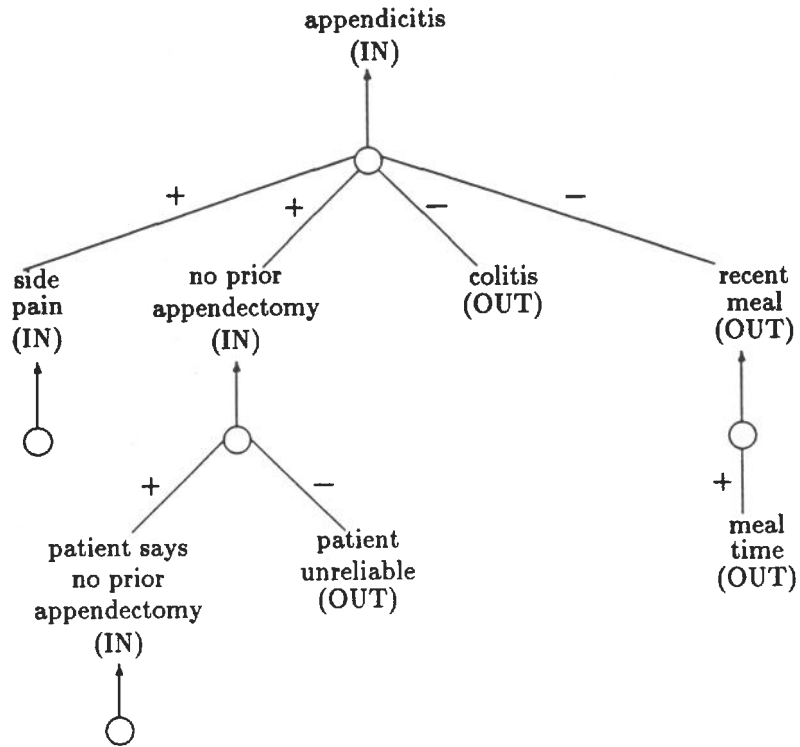 appendicitis
(IN)
+
+
−
−
side
pain
(IN)
no prior
appendectomy
(IN)
colitis
(OUT)
recent
meal
(OUT)
+
−
+
patient says
no prior
appendectomy
(IN)
patient
unreliable
(OUT)
meal
time
(OUT)